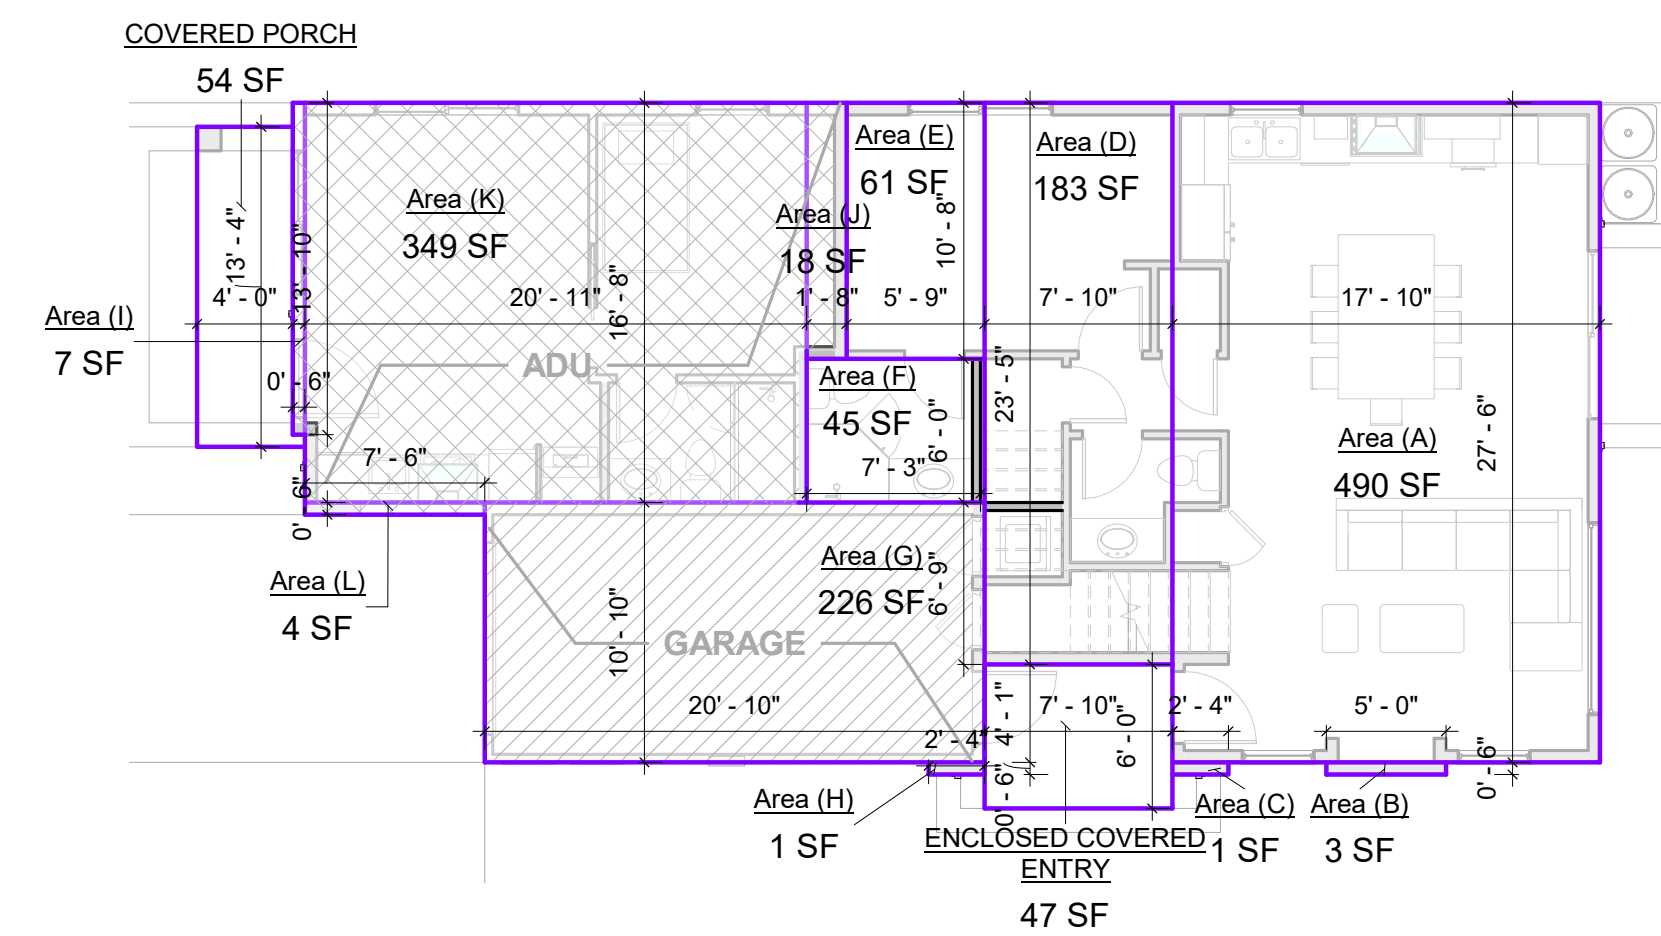 COVERED PORCH
54 SF
Area (E)
61 SF
Area (D)
183 SF
Area (K)
349 SF
Area (J)
18 SF
13' - 4"
13' - 10"
16' - 8"
10' - 8"
4' - 0"
20' - 11"
1' - 8"
5' - 9"
7' - 10"
17' - 10"
Area (I)
7 SF
0' - 6"
ADU
Area (F)
45 SF
23' - 5"
6' - 0"
27' - 6"
Area (A)
490 SF
7' - 6"
7' - 3"
0' - 6"
Area (L)
4 SF
Area (G)
226 SF
6' - 9"
10' - 10"
GARAGE
20' - 10"
2' - 4"
4' - 1"
7' - 10"
6' - 0"
2' - 4"
5' - 0"
0' - 6"
0' - 6"
Area (H)
1 SF
ENCLOSED COVERED
ENTRY
47 SF
Area (C)
1 SF
Area (B)
3 SF